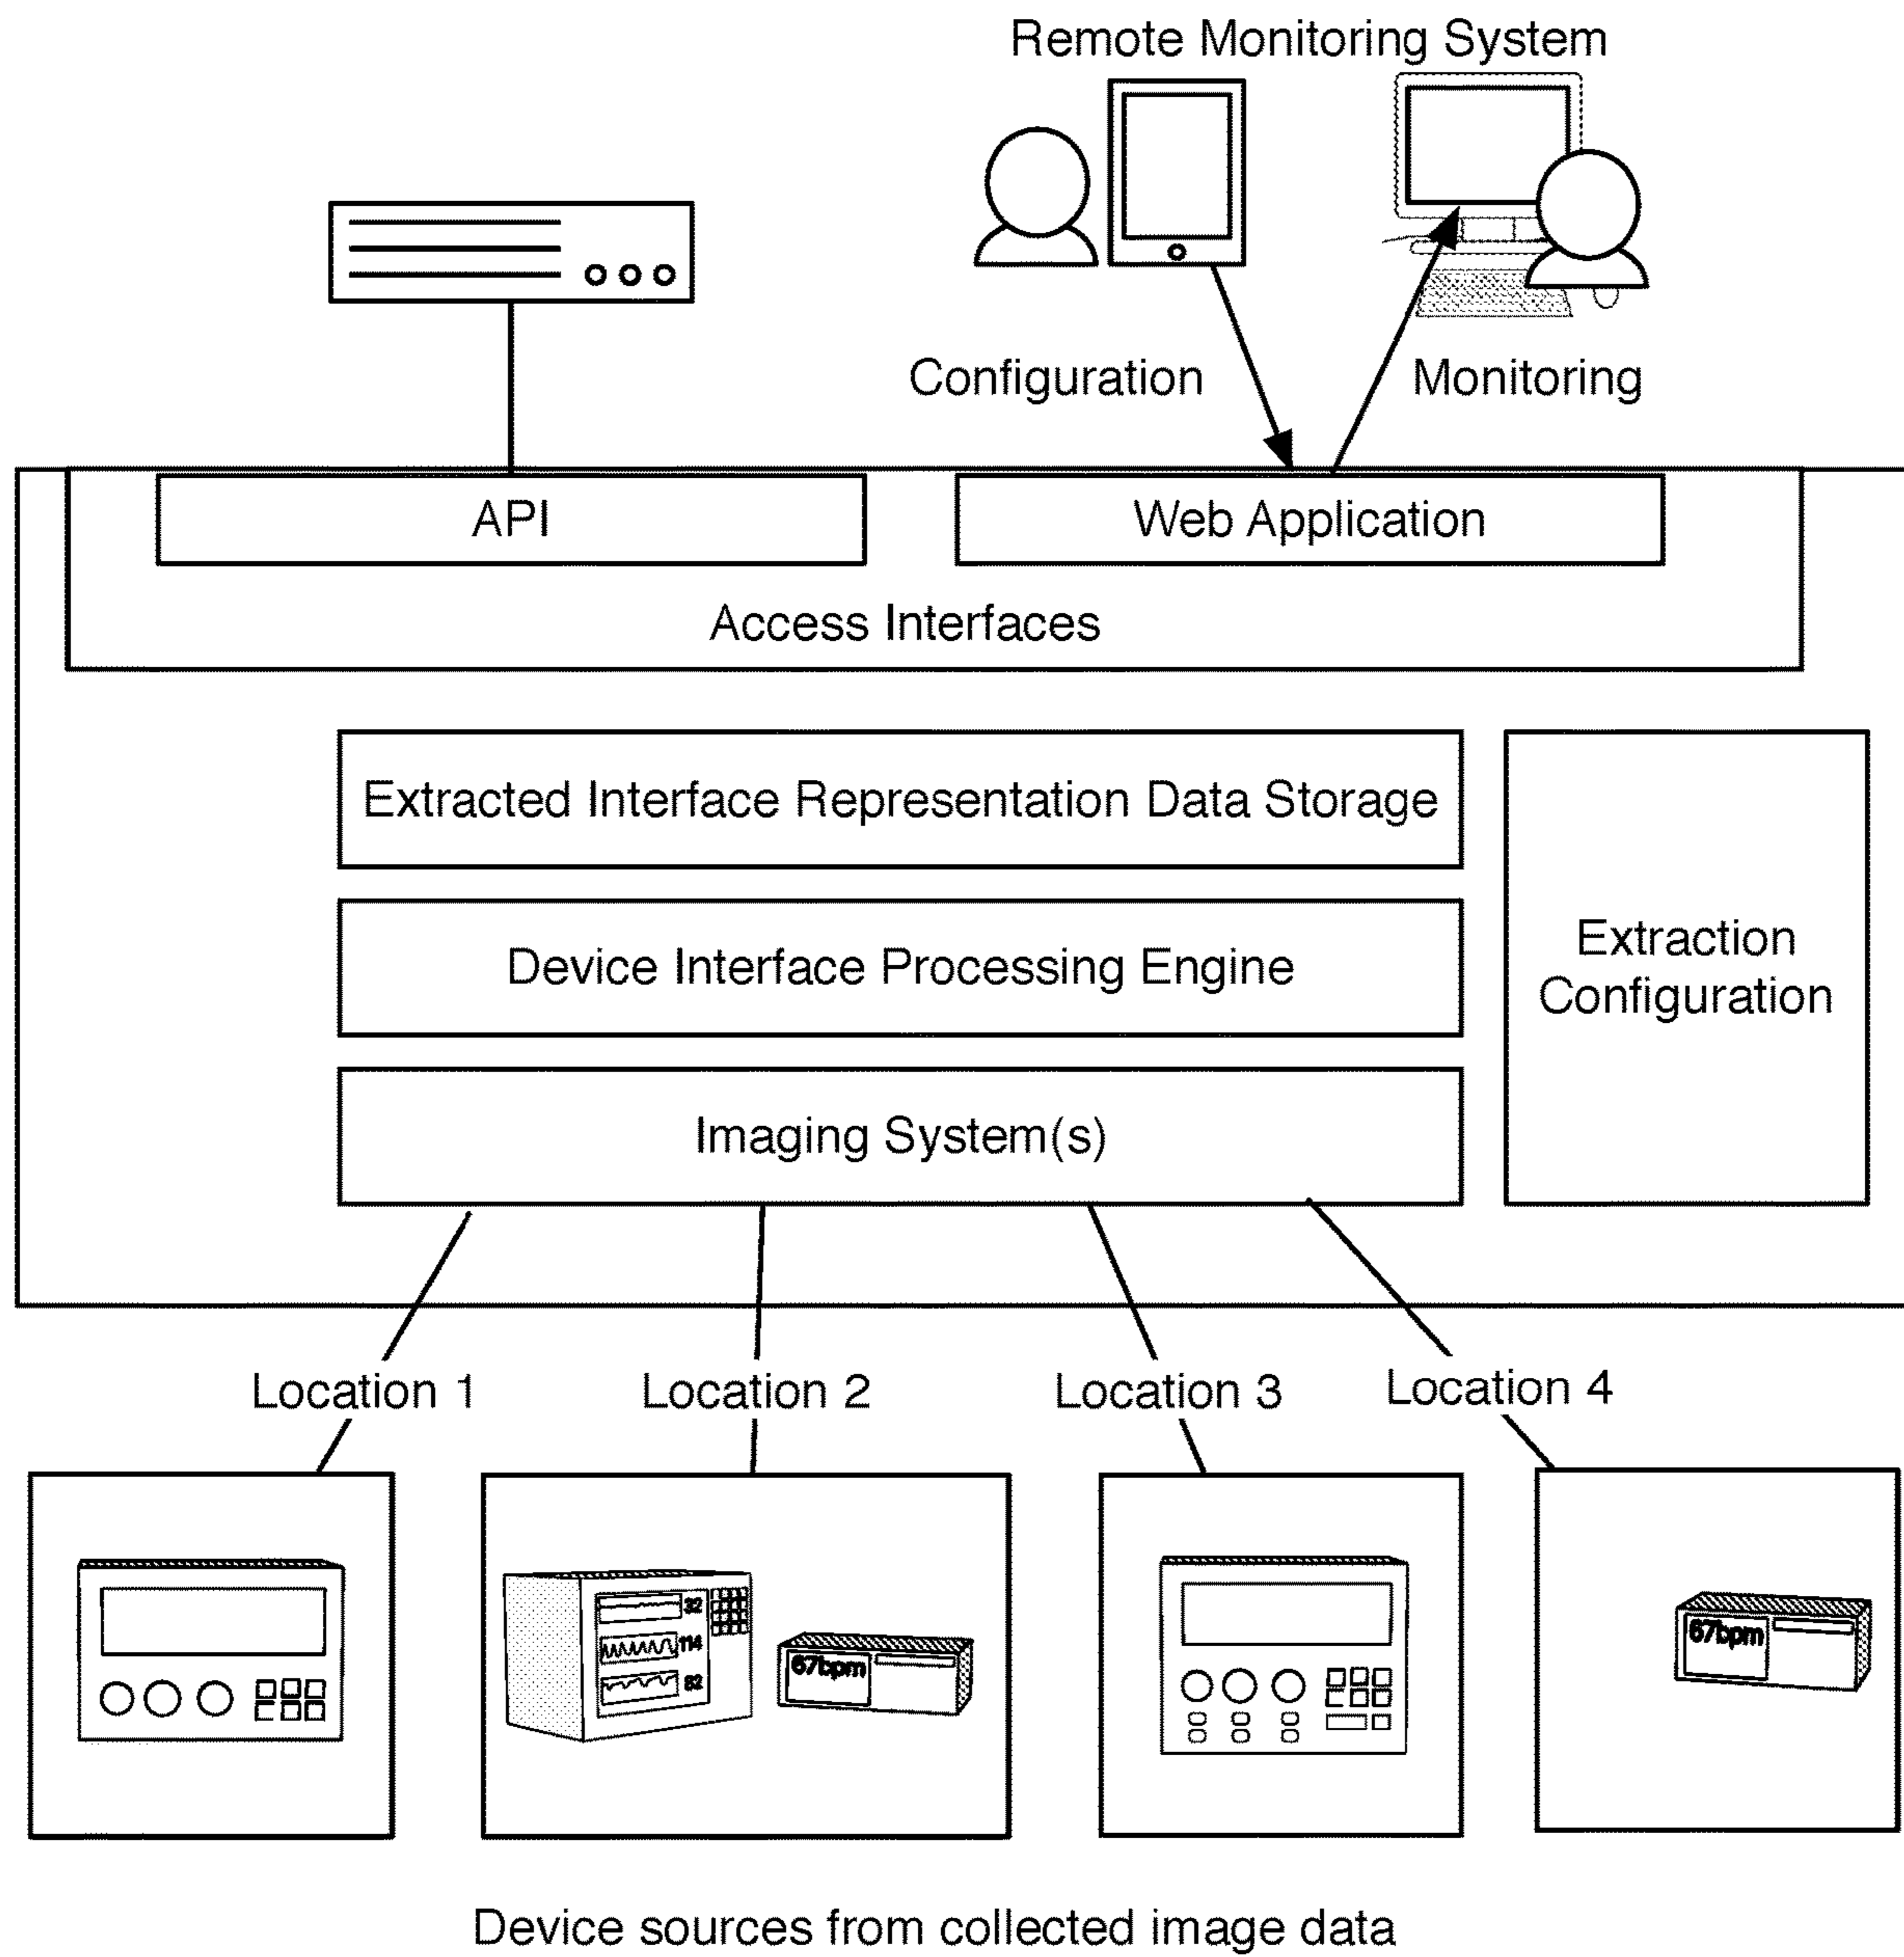 Remote Monitoring System
Configuration
Monitoring
API
Web Application
Access Interfaces
Extracted Interface Representation Data Storage
Device Interface Processing Engine
Extraction
Configuration
Imaging System(s)
Location 1
Location 2
Location 3
Location 4
32
114
82
67bpm
67bpm
Device sources from collected image data